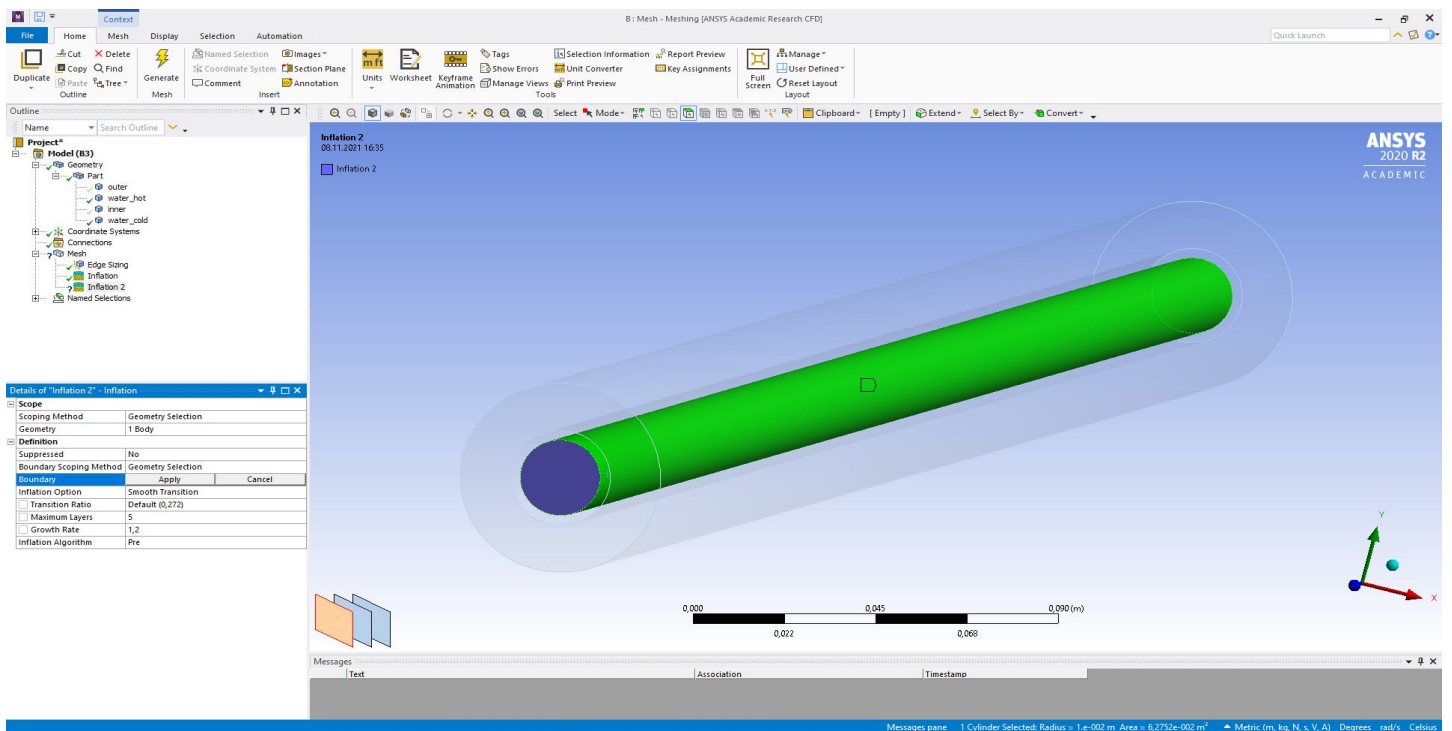 Context
B : Mesh - Meshing [ANSYS Academic Research CFD]
File Home Mesh Display Selection Automation
Quick Launch
Duplicate
Cut
Copy
Paste
Delete
Find
Tree
Outline
Generate
Mesh
Named Selection
Coordinate System
Comment
Images
Section Plane
Annotation
Insert
m ft
Units
Worksheet
Keyframe
Animation
Tags
Show Errors
Manage Views
Selection Information
Unit Converter
Print Preview
Report Preview
Key Assignments
Tools
Full
Screen
Manage
User Defined
Reset Layout
Layout
Outline
Name Search Outline
Select Mode Clipboard [ Empty ] Extend Select By Convert
Project*
Model (B3)
Geometry
Part
outer
water_hot
inner
water_cold
Coordinate Systems
Connections
Mesh
Edge Sizing
Inflation
Inflation 2
Named Selections
Inflation 2
08.11.2021 16:35
Inflation 2
ANSYS
2020 R2
ACADEMIC
Details of "Inflation 2" - Inflation
Scope
Scoping Method Geometry Selection
Geometry 1 Body
Definition
Suppressed No
Boundary Scoping Method Geometry Selection
Boundary Apply Cancel
Inflation Option Smooth Transition
Transition Ratio Default (0,272)
Maximum Layers 5
Growth Rate 1,2
Inflation Algorithm Pre
Y
X
0,000 0,045 0,090 (m)
0,022 0,068
Messages
Text Association Timestamp
Messages pane 1 Cylinder Selected: Radius = 1.e-002 m Area = 6,2752e-002 m² Metric (m, kg, N, s, V, A) Degrees rad/s Celsius